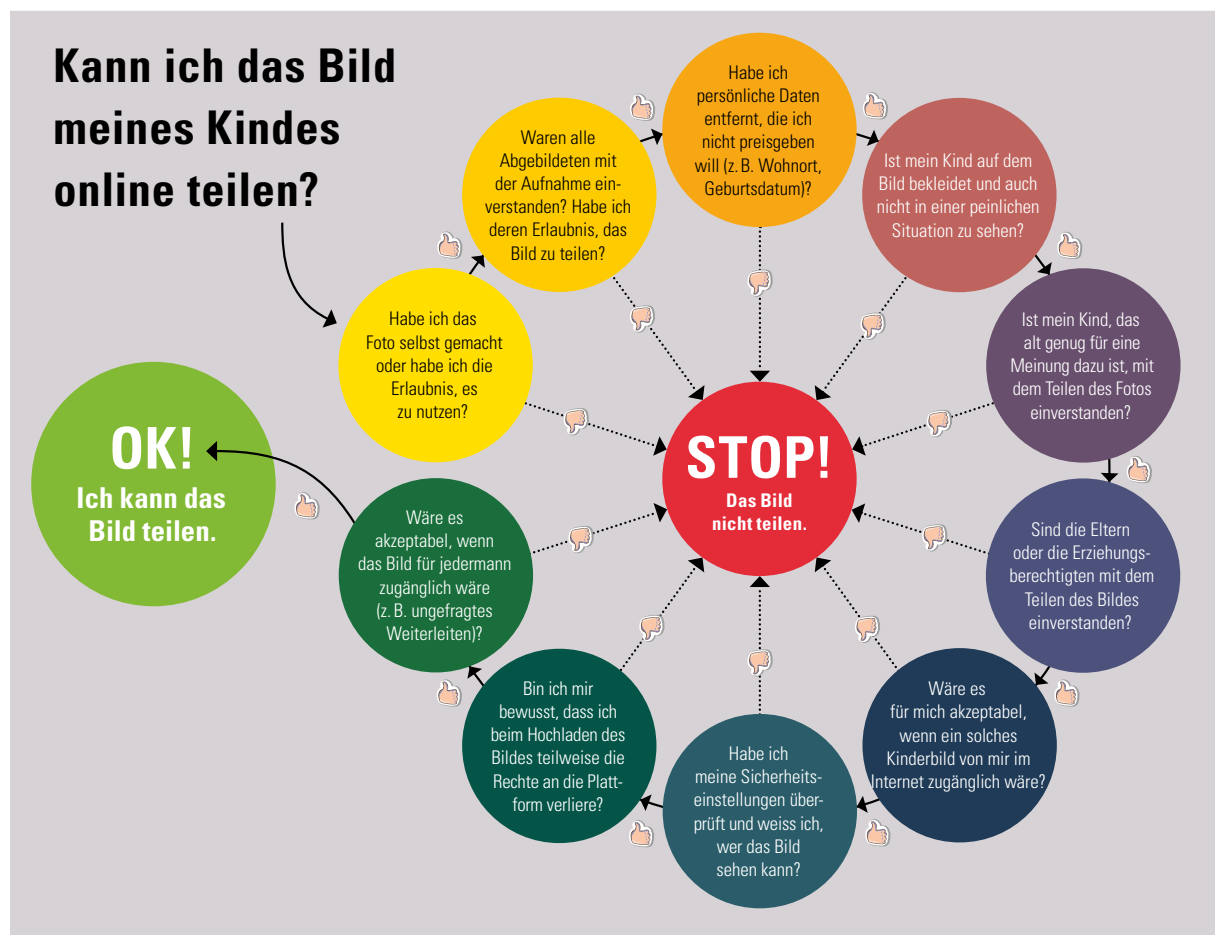 Kann ich das Bild
meines Kindes
online teilen?
Habe ich das
Foto selbst gemacht
oder habe ich die
Erlaubnis, es
zu nutzen?
Waren alle
Abgebildeten mit
der Aufnahme ein-
verstanden? Habe ich
deren Erlaubnis, das
Bild zu teilen?
Habe ich
persönliche Daten
entfernt, die ich
nicht preisgeben
will (z. B. Wohnort,
Geburtsdatum)?
Ist mein Kind auf dem
Bild bekleidet und auch
nicht in einer peinlichen
Situation zu sehen?
Ist mein Kind, das
alt genug für eine
Meinung dazu ist, mit
dem Teilen des Fotos
einverstanden?
Sind die Eltern
oder die Erziehungs-
berechtigten mit dem
Teilen des Bildes
einverstanden?
Wäre es
für mich akzeptabel,
wenn ein solches
Kinderbild von mir im
Internet zugänglich wäre?
Habe ich
meine Sicherheits-
einstellungen über-
prüft und weiss ich,
wer das Bild
sehen kann?
Bin ich mir
bewusst, dass ich
beim Hochladen des
Bildes teilweise die
Rechte an die Platt-
form verliere?
Wäre es
akzeptabel, wenn
das Bild für jedermann
zugänglich wäre
(z. B. ungefragtes
Weiterleiten)?
OK!
Ich kann das
Bild teilen.
STOP!
Das Bild
nicht teilen.